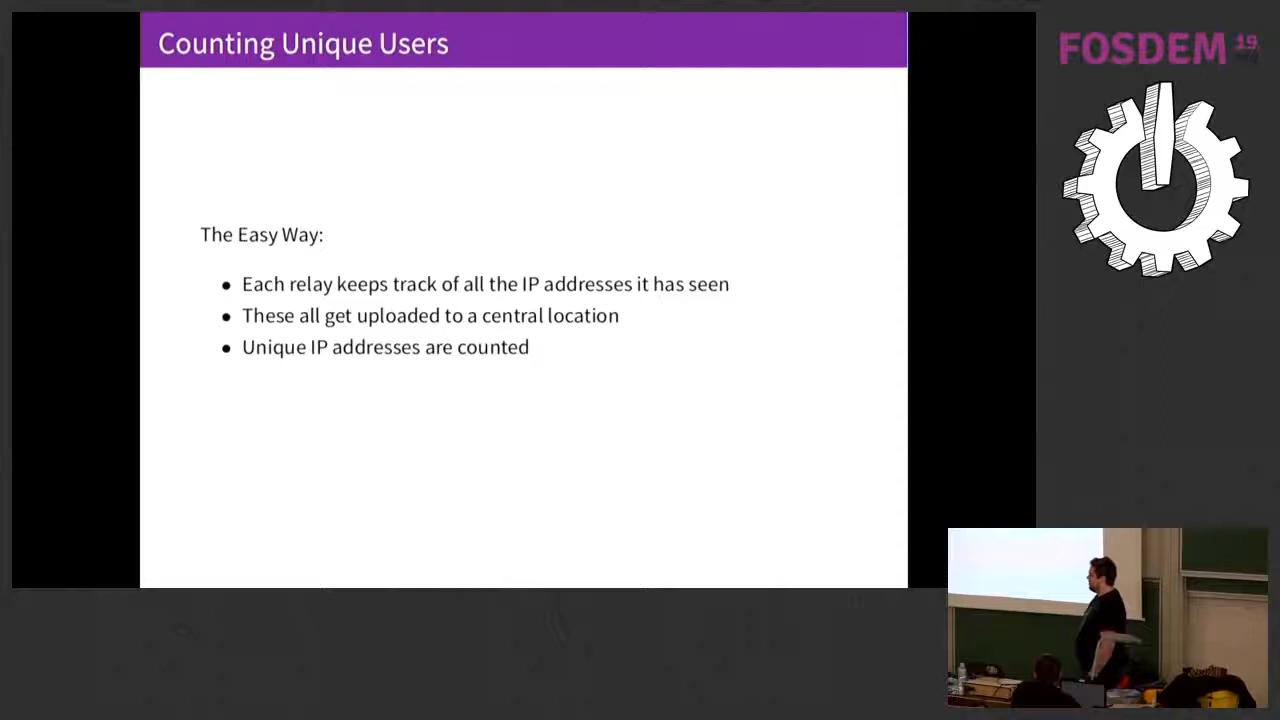 Counting Unique Users
FOSDEM 19
The Easy Way:
• Each relay keeps track of all the IP addresses it has seen
• These all get uploaded to a central location
• Unique IP addresses are counted